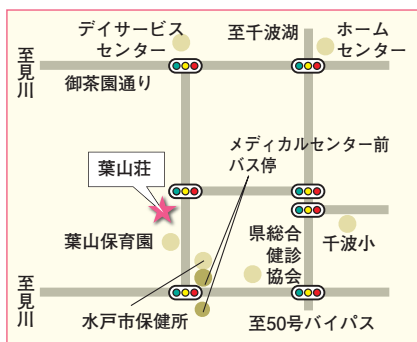 デイサービス
センター
至千波湖
ホーム
センター
至見川
御茶園通り
メディカルセンター前
バス停
葉山荘
葉山保育園
県総合
健診
協会
千波小
至見川
水戸市保健所
至50号バイパス